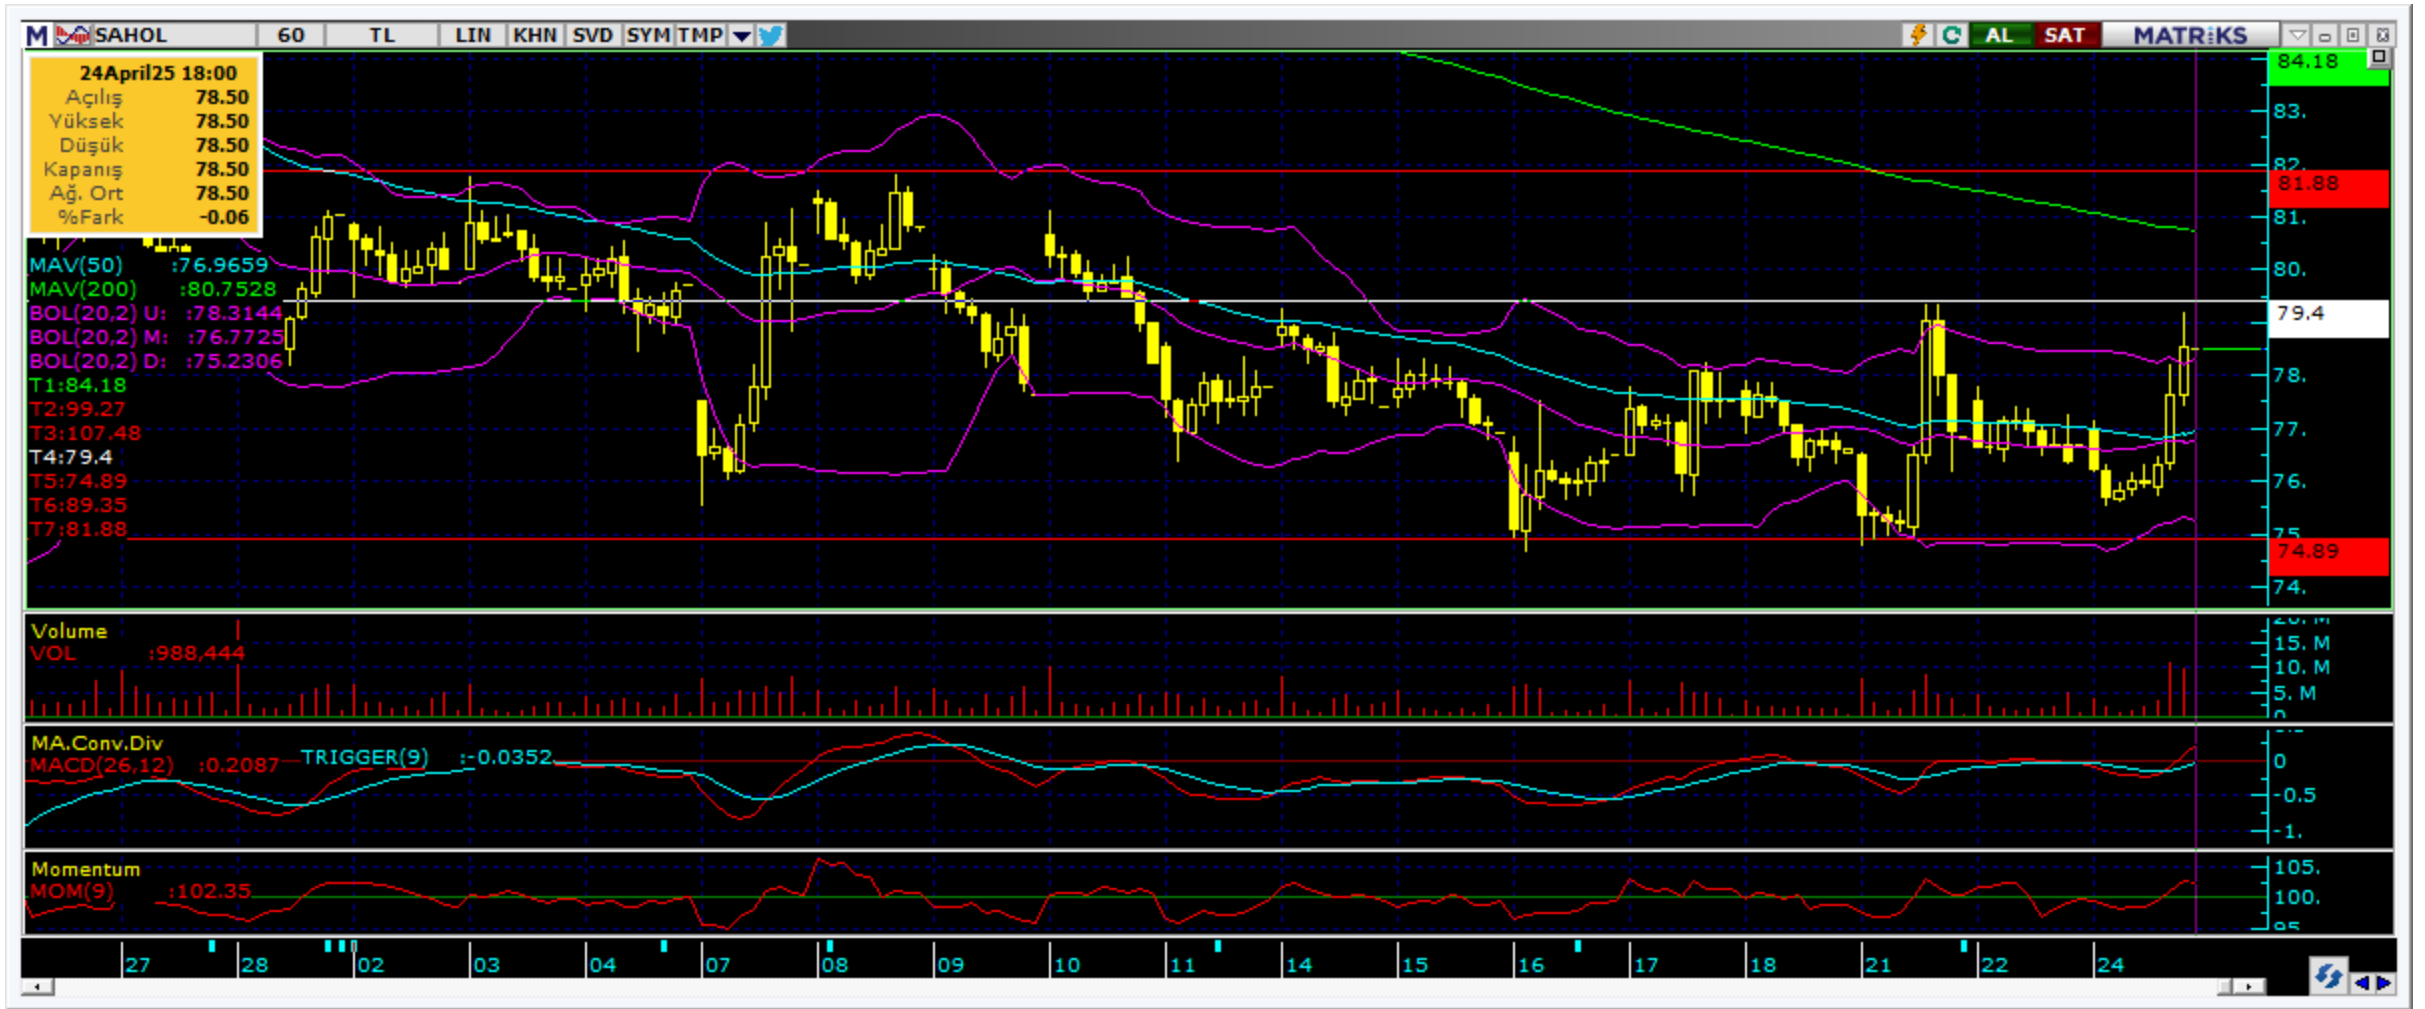 M SAHOL 60 TL LIN KHN SVD SYM TMP AL SAT MATRiKS
24April25 18:00
Açılış 78.50
Yüksek 78.50
Düşük 78.50
Kapanış 78.50
Ağ. Ort 78.50
%Fark -0.06
MAV(50) :76.9659
MAV(200) :80.7528
BOL(20,2) U: :78.3144
BOL(20,2) M: :76.7725
BOL(20,2) D: :75.2306
T1:84.18
T2:99.27
T3:107.48
T4:79.4
T5:74.89
T6:89.35
T7:81.88
84.18
83.
82.
81.88
81.
80.
79.4
78.
77.
76.
75.
74.89
74.
Volume
VOL :988,444
20. M
15. M
10. M
5. M
0
MA.Conv.Div
MACD(26,12) :0.2087 TRIGGER(9) :-0.0352
0
-0.5
-1.
Momentum
MOM(9) :102.35
105.
100.
95
27 28 02 03 04 07 08 09 10 11 14 15 16 17 18 21 22 24